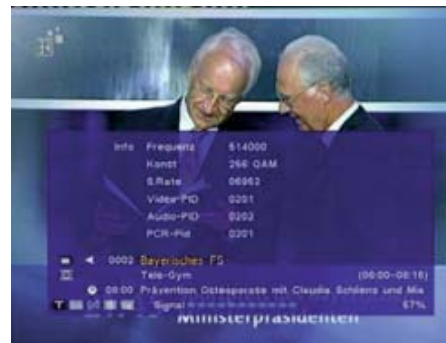 Info Frequenz 514000
Konst 256 QAM
S.Rate 06952
Video-PID 0201
Audio-PID 0202
PCR-Pid 0201
0002 Bayerisches FS
Tele-Gym (08:00-08:15)
08:00 Prävention Osteoporose mit Claudia Schliens und Mia
Signal 67%
Ministerpräsidenten